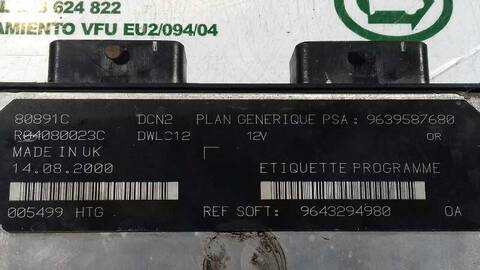 624 822
AMIENTO VFU EU2/094/04
80891C DCN2 PLAN GENERIQUE PSA : 9639587680
R04080023C DWLC12 12V OR
MADE IN UK
14.08.2000 ETIQUETTE PROGRAMME
005499 HTG REF SOFT: 9643294980 0A